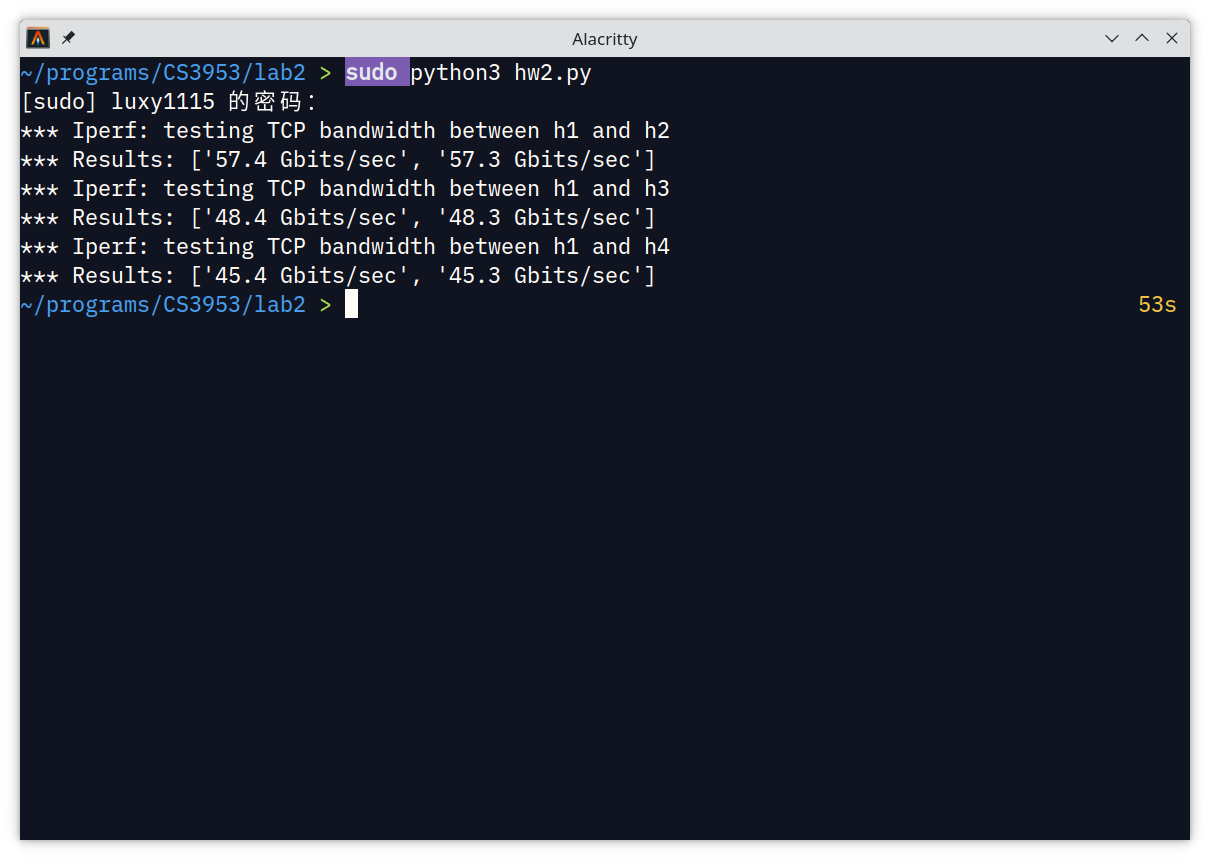 Alacritty
~/programs/CS3953/lab2 > sudo python3 hw2.py
[sudo] luxy1115 的密码：
*** Iperf: testing TCP bandwidth between h1 and h2
*** Results: ['57.4 Gbits/sec', '57.3 Gbits/sec']
*** Iperf: testing TCP bandwidth between h1 and h3
*** Results: ['48.4 Gbits/sec', '48.3 Gbits/sec']
*** Iperf: testing TCP bandwidth between h1 and h4
*** Results: ['45.4 Gbits/sec', '45.3 Gbits/sec']
~/programs/CS3953/lab2 > 53s